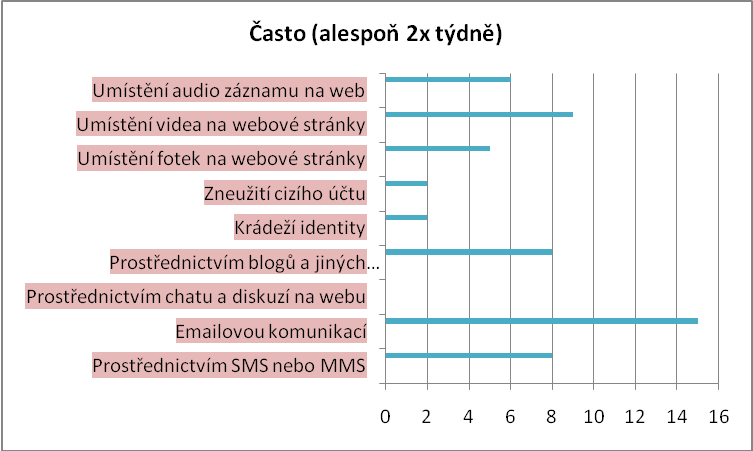 Často (alespoň 2x týdně)
Umístění audio záznamu na web
Umístění videa na webové stránky
Umístění fotek na webové stránky
Zneužití cizího účtu
Krádeží identity
Prostřednictvím blogů a jiných...
Prostřednictvím chatu a diskuzí na webu
Emailovou komunikací
Prostřednictvím SMS nebo MMS
0 2 4 6 8 10 12 14 16